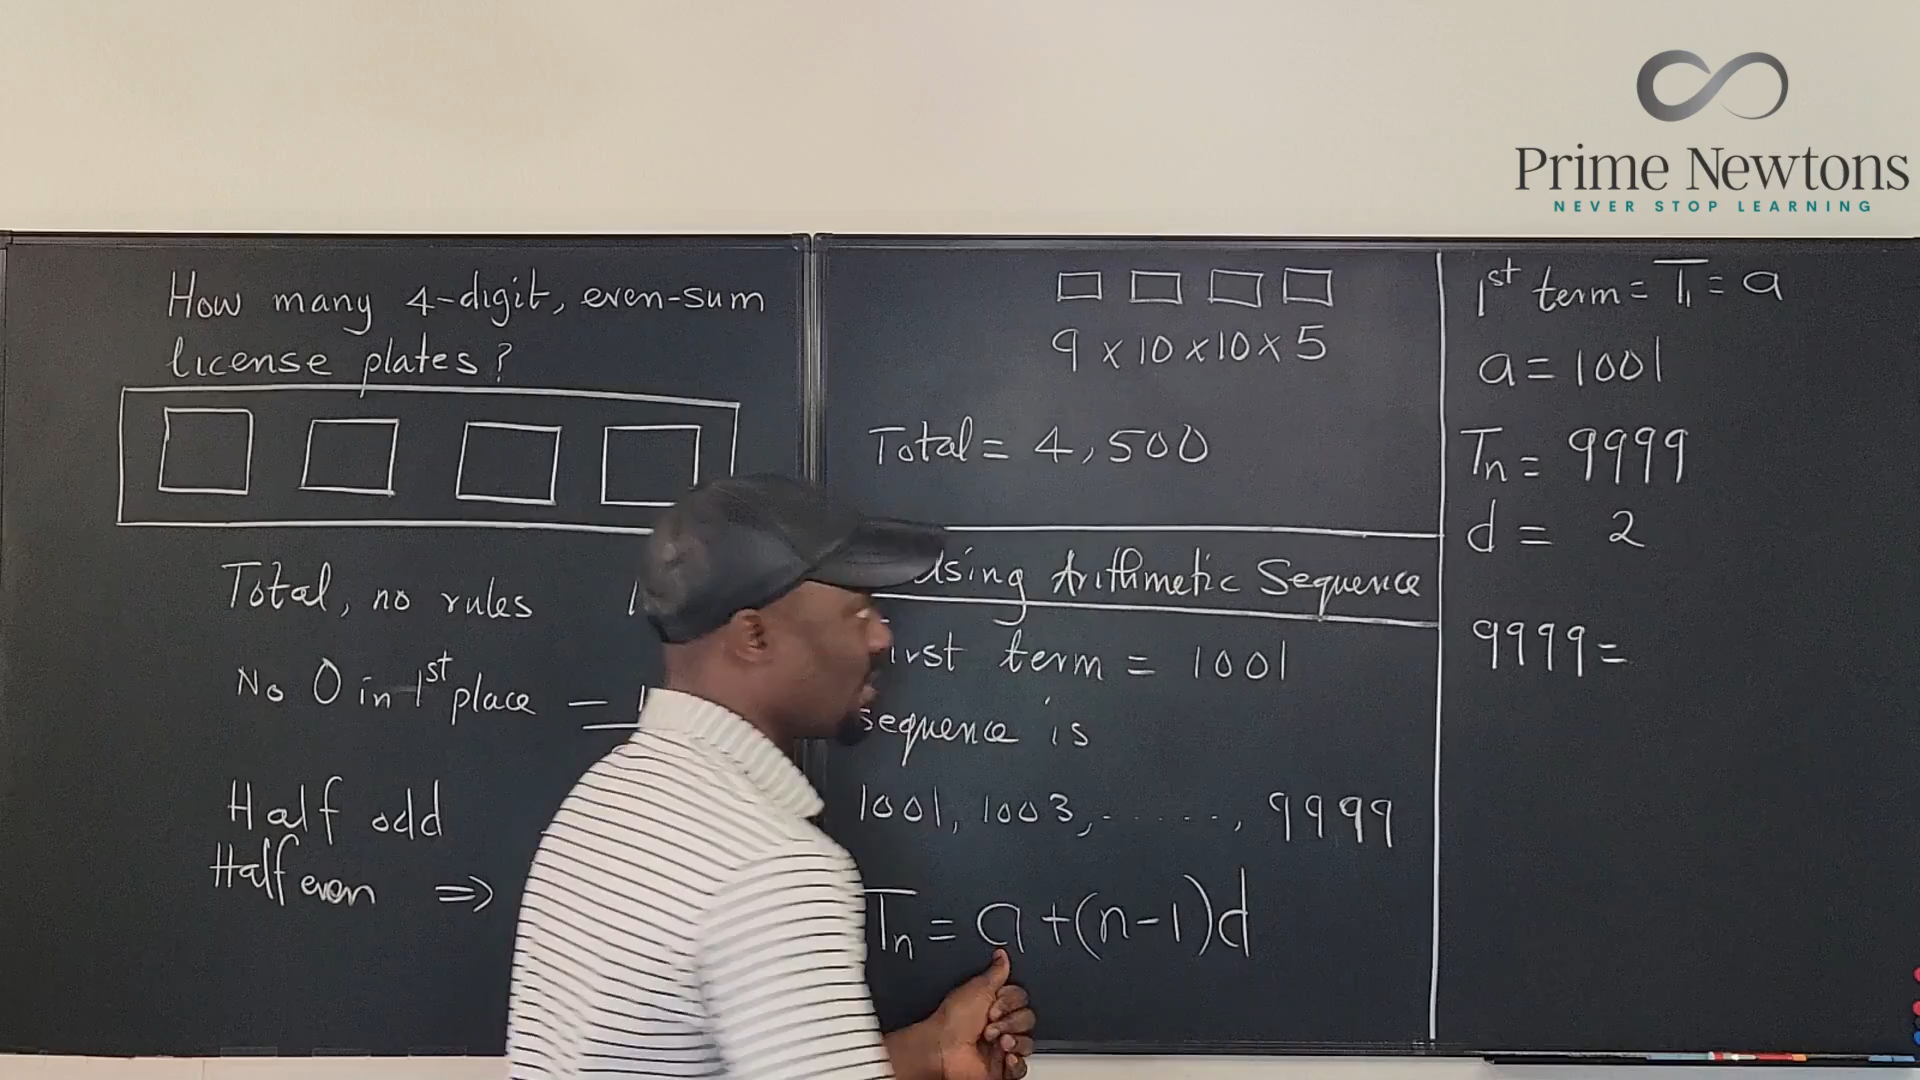 Prime Newtons
NEVER STOP LEARNING
How many 4-digit, even-sum
license plates?
Total, no rules
No 0 in 1st place —
Half odd
Half even ⇒
9 x 10 x 10 x 5
Total = 4,500
Using Arithmetic Sequence
First term = 1001
sequence is
1001, 1003, ......, 9999
Tn = a + (n-1)d
1st term = T1 = a
a = 1001
Tn = 9999
d = 2
9999 =